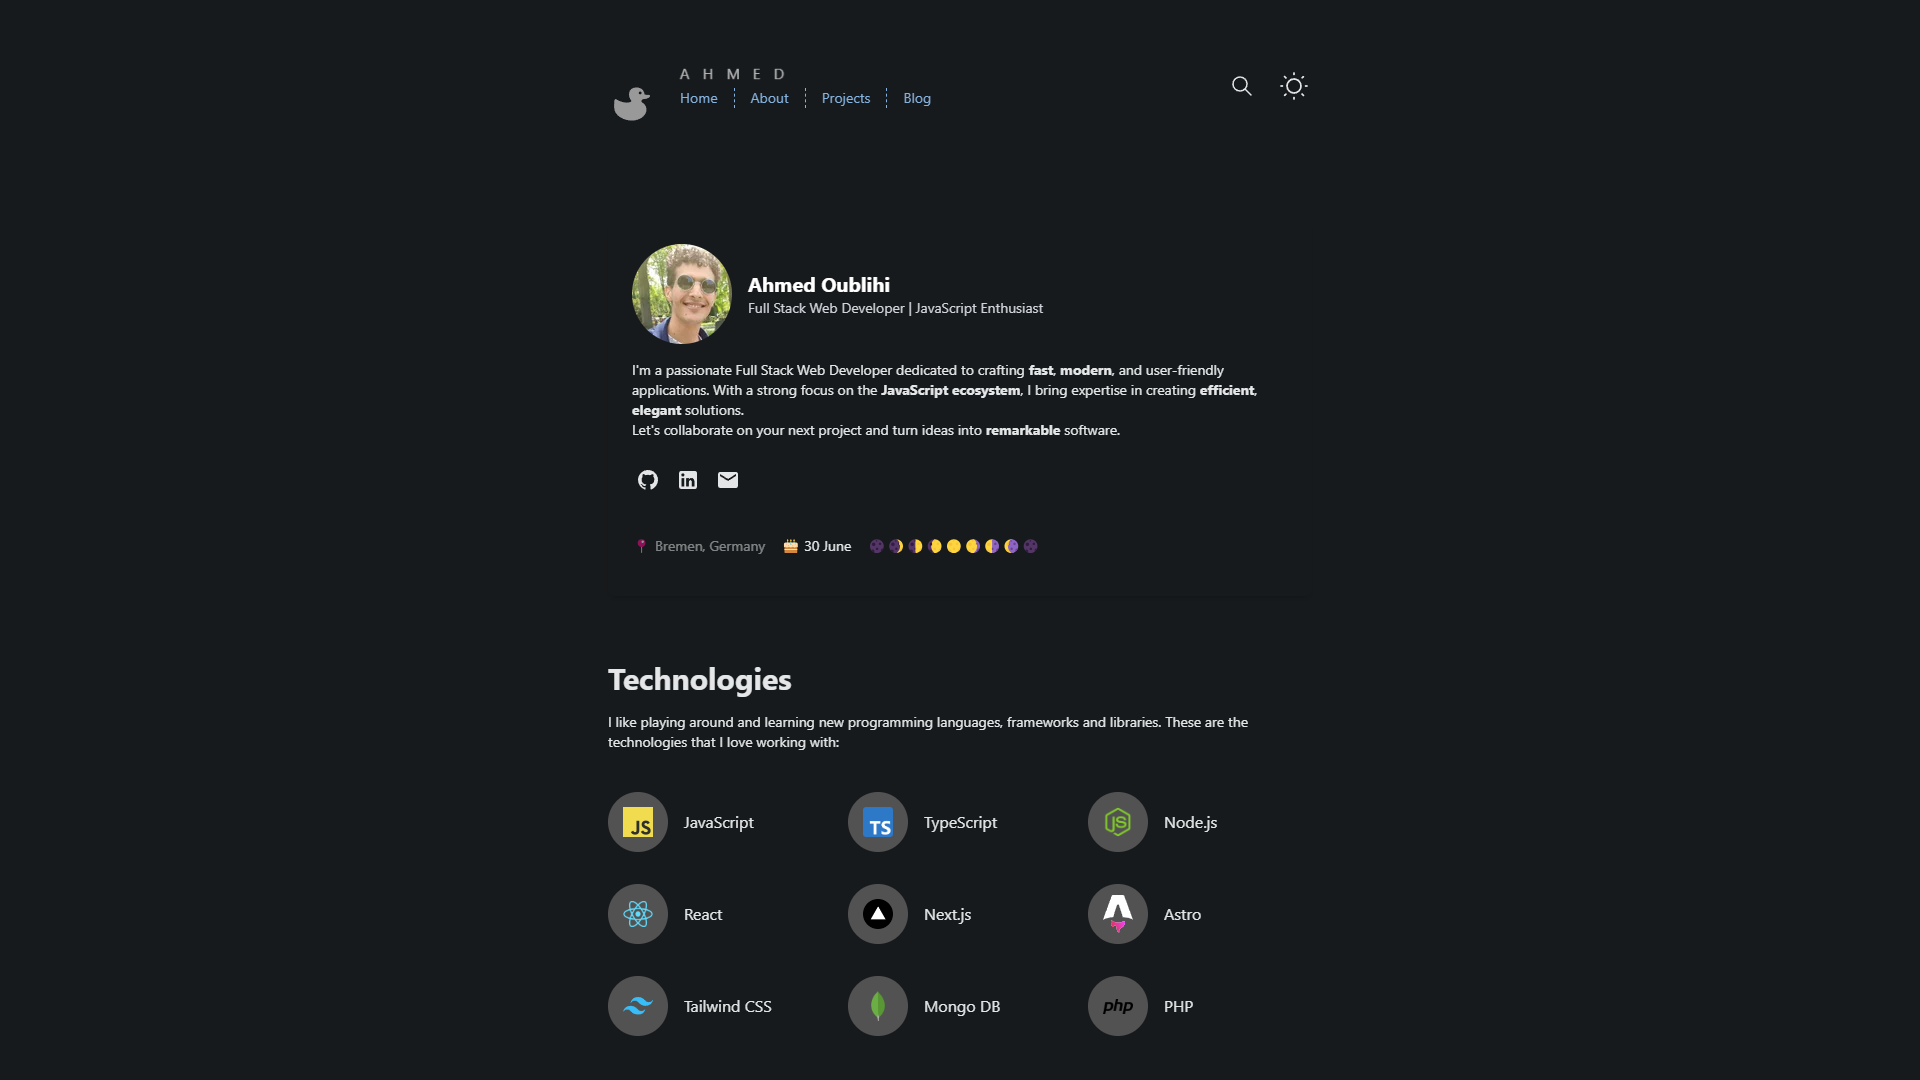 A H M E D
Home
About
Projects
Blog
Ahmed Oublihi
Full Stack Web Developer | JavaScript Enthusiast
I'm a passionate Full Stack Web Developer dedicated to crafting fast, modern, and user-friendly
applications. With a strong focus on the JavaScript ecosystem, I bring expertise in creating efficient,
elegant solutions.
Let's collaborate on your next project and turn ideas into remarkable software.
Bremen, Germany
30 June
Technologies
I like playing around and learning new programming languages, frameworks and libraries. These are the
technologies that I love working with:
JS
JavaScript
TS
TypeScript
JS
Node.js
React
Next.js
Astro
Tailwind CSS
Mongo DB
php
PHP